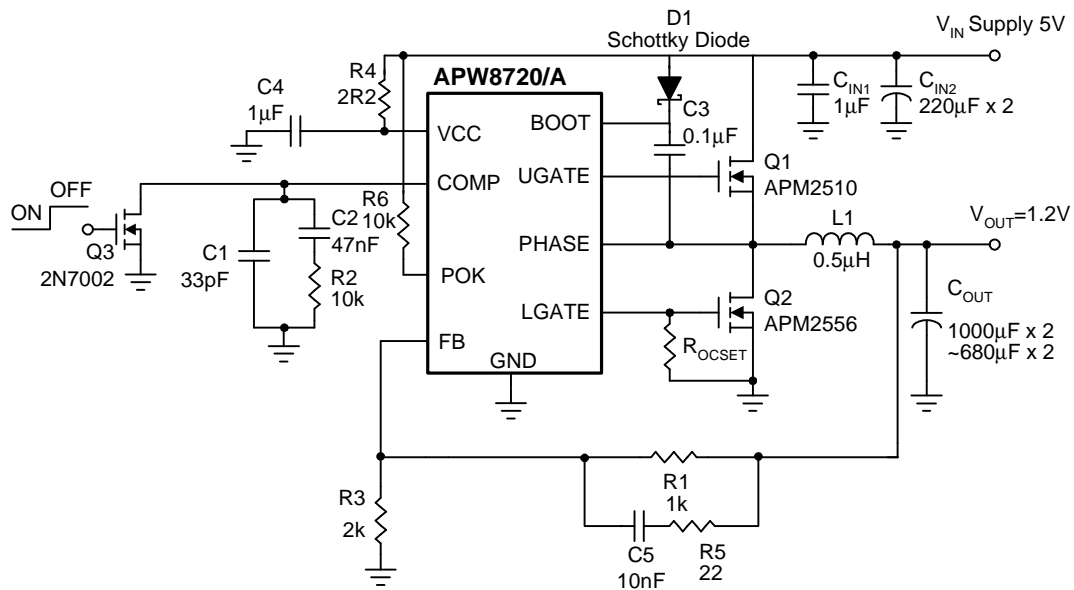 D1
Schottky Diode
V_IN Supply 5V
APW8720/A
R4
2R2
C4
1μF
C_IN1
1μF
C_IN2
220μF x 2
VCC
BOOT
C3
0.1μF
OFF
ON
COMP
UGATE
Q1
APM2510
R6
10k
Q3
2N7002
C1
33pF
C2
47nF
R2
10k
PHASE
L1
0.5μH
V_OUT=1.2V
POK
LGATE
Q2
APM2556
C_OUT
1000μF x 2
~680μF x 2
R_OCSET
FB
GND
R3
2k
R1
1k
C5
10nF
R5
22